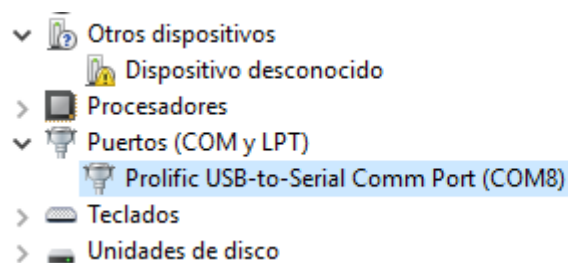 Otros dispositivos
Dispositivo desconocido
Procesadores
Puertos (COM y LPT)
Prolific USB-to-Serial Comm Port (COM8)
Teclados
Unidades de disco